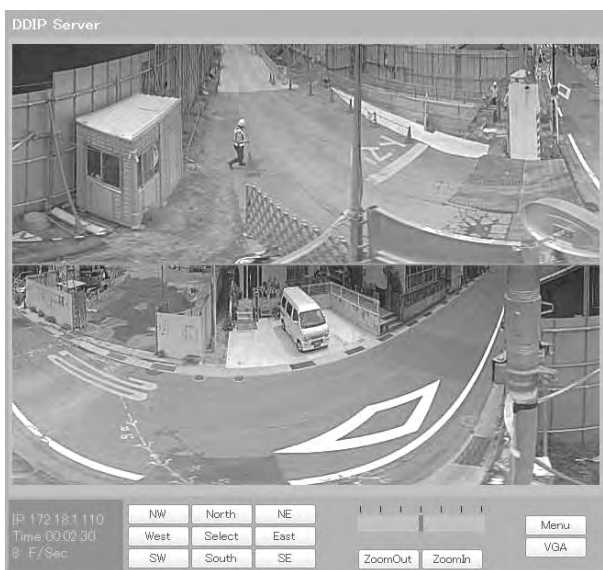 DDIP Server
IP 172.18.1.110
Time 00:02:30
8 F/Sec
NW North NE
West Select East
SW South SE
ZoomOut ZoomIn
Menu
VGA